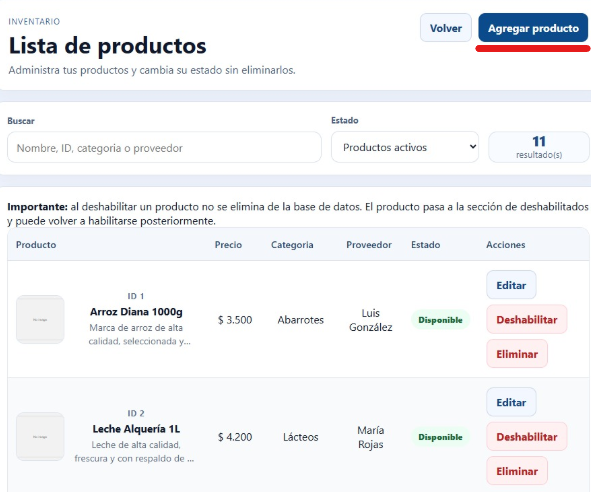 INVENTARIO
Lista de productos
Administra tus productos y cambia su estado sin eliminarlos.
Volver
Agregar producto
Buscar
Nombre, ID, categoria o proveedor
Estado
Productos activos
11
resultado(s)
Importante: al deshabilitar un producto no se elimina de la base de datos. El producto pasa a la sección de deshabilitados
y puede volver a habilitarse posteriormente.
Producto Precio Categoria Proveedor Estado Acciones
ID 1
Arroz Diana 1000g
Marca de arroz de alta
calidad, seleccionada y...
$ 3.500
Abarrotes
Luis
González
Disponible
Editar
Deshabilitar
Eliminar
ID 2
Leche Alquería 1L
Leche de alta calidad,
frescura y con respaldo de ...
$ 4.200
Lácteos
María
Rojas
Disponible
Editar
Deshabilitar
Eliminar